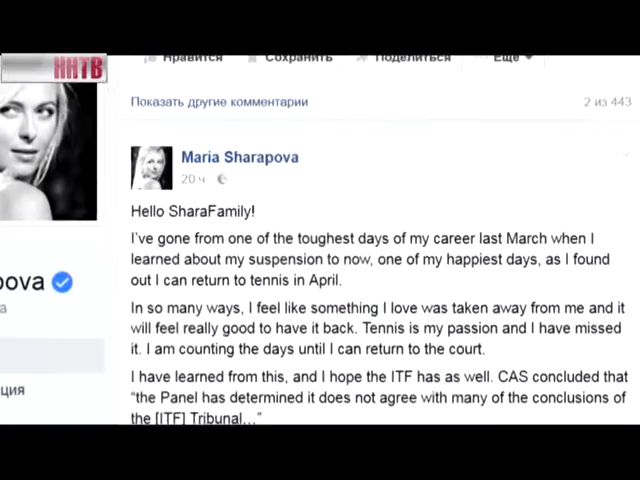 Нравится Сохранить Поделиться Ещё
ННТВ
Показать другие комментарии 2 из 443
Maria Sharapova
20 ч
Hello SharaFamily!
I've gone from one of the toughest days of my career last March when I
learned about my suspension to now, one of my happiest days, as I found
out I can return to tennis in April.
In so many ways, I feel like something I love was taken away from me and it
will feel really good to have it back. Tennis is my passion and I have missed
it. I am counting the days until I can return to the court.
I have learned from this, and I hope the ITF has as well. CAS concluded that
“the Panel has determined it does not agree with many of the conclusions of
the [ITF] Tribunal...”
pova
a
ция